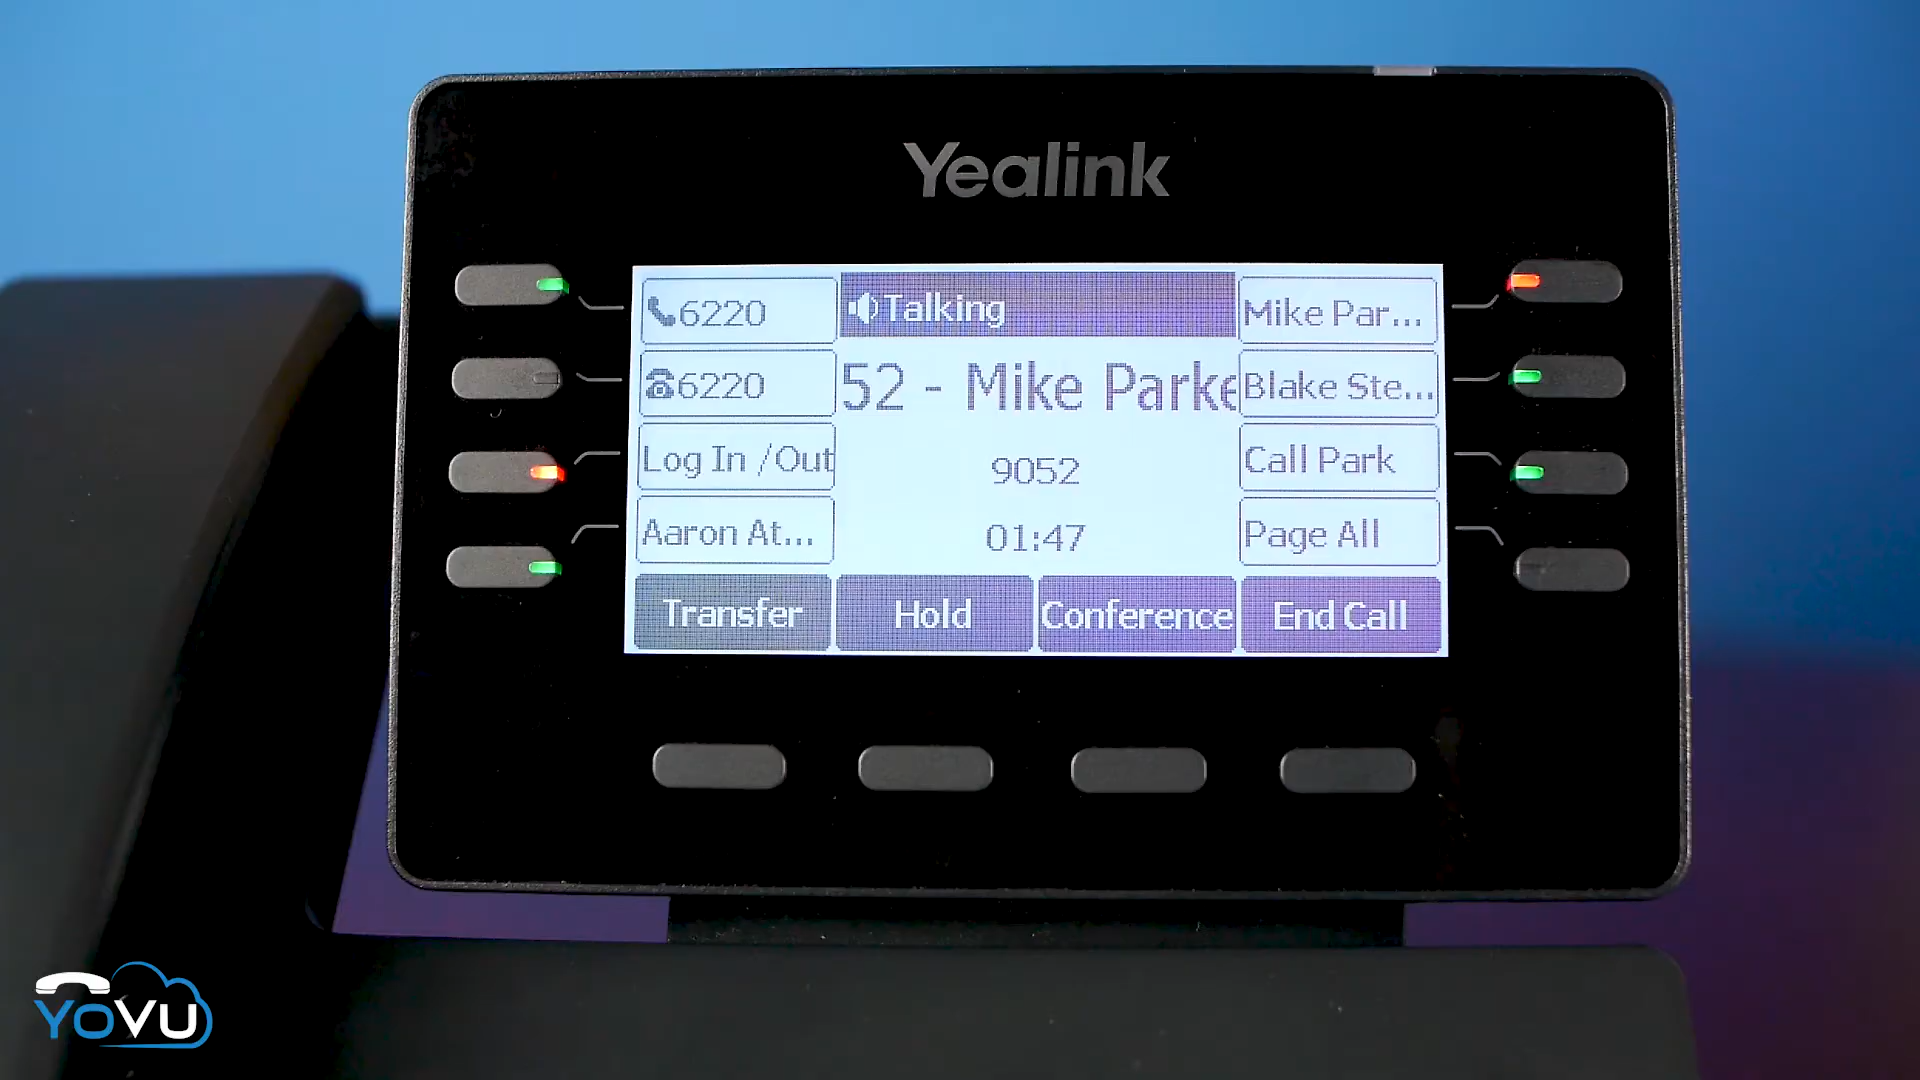 Yealink
6220
Talking
Mike Par...
6220
52 - Mike Parke
Blake Ste...
Log In /Out
9052
Call Park
Aaron At...
01:47
Page All
Transfer
Hold
Conference
End Call
YOVU